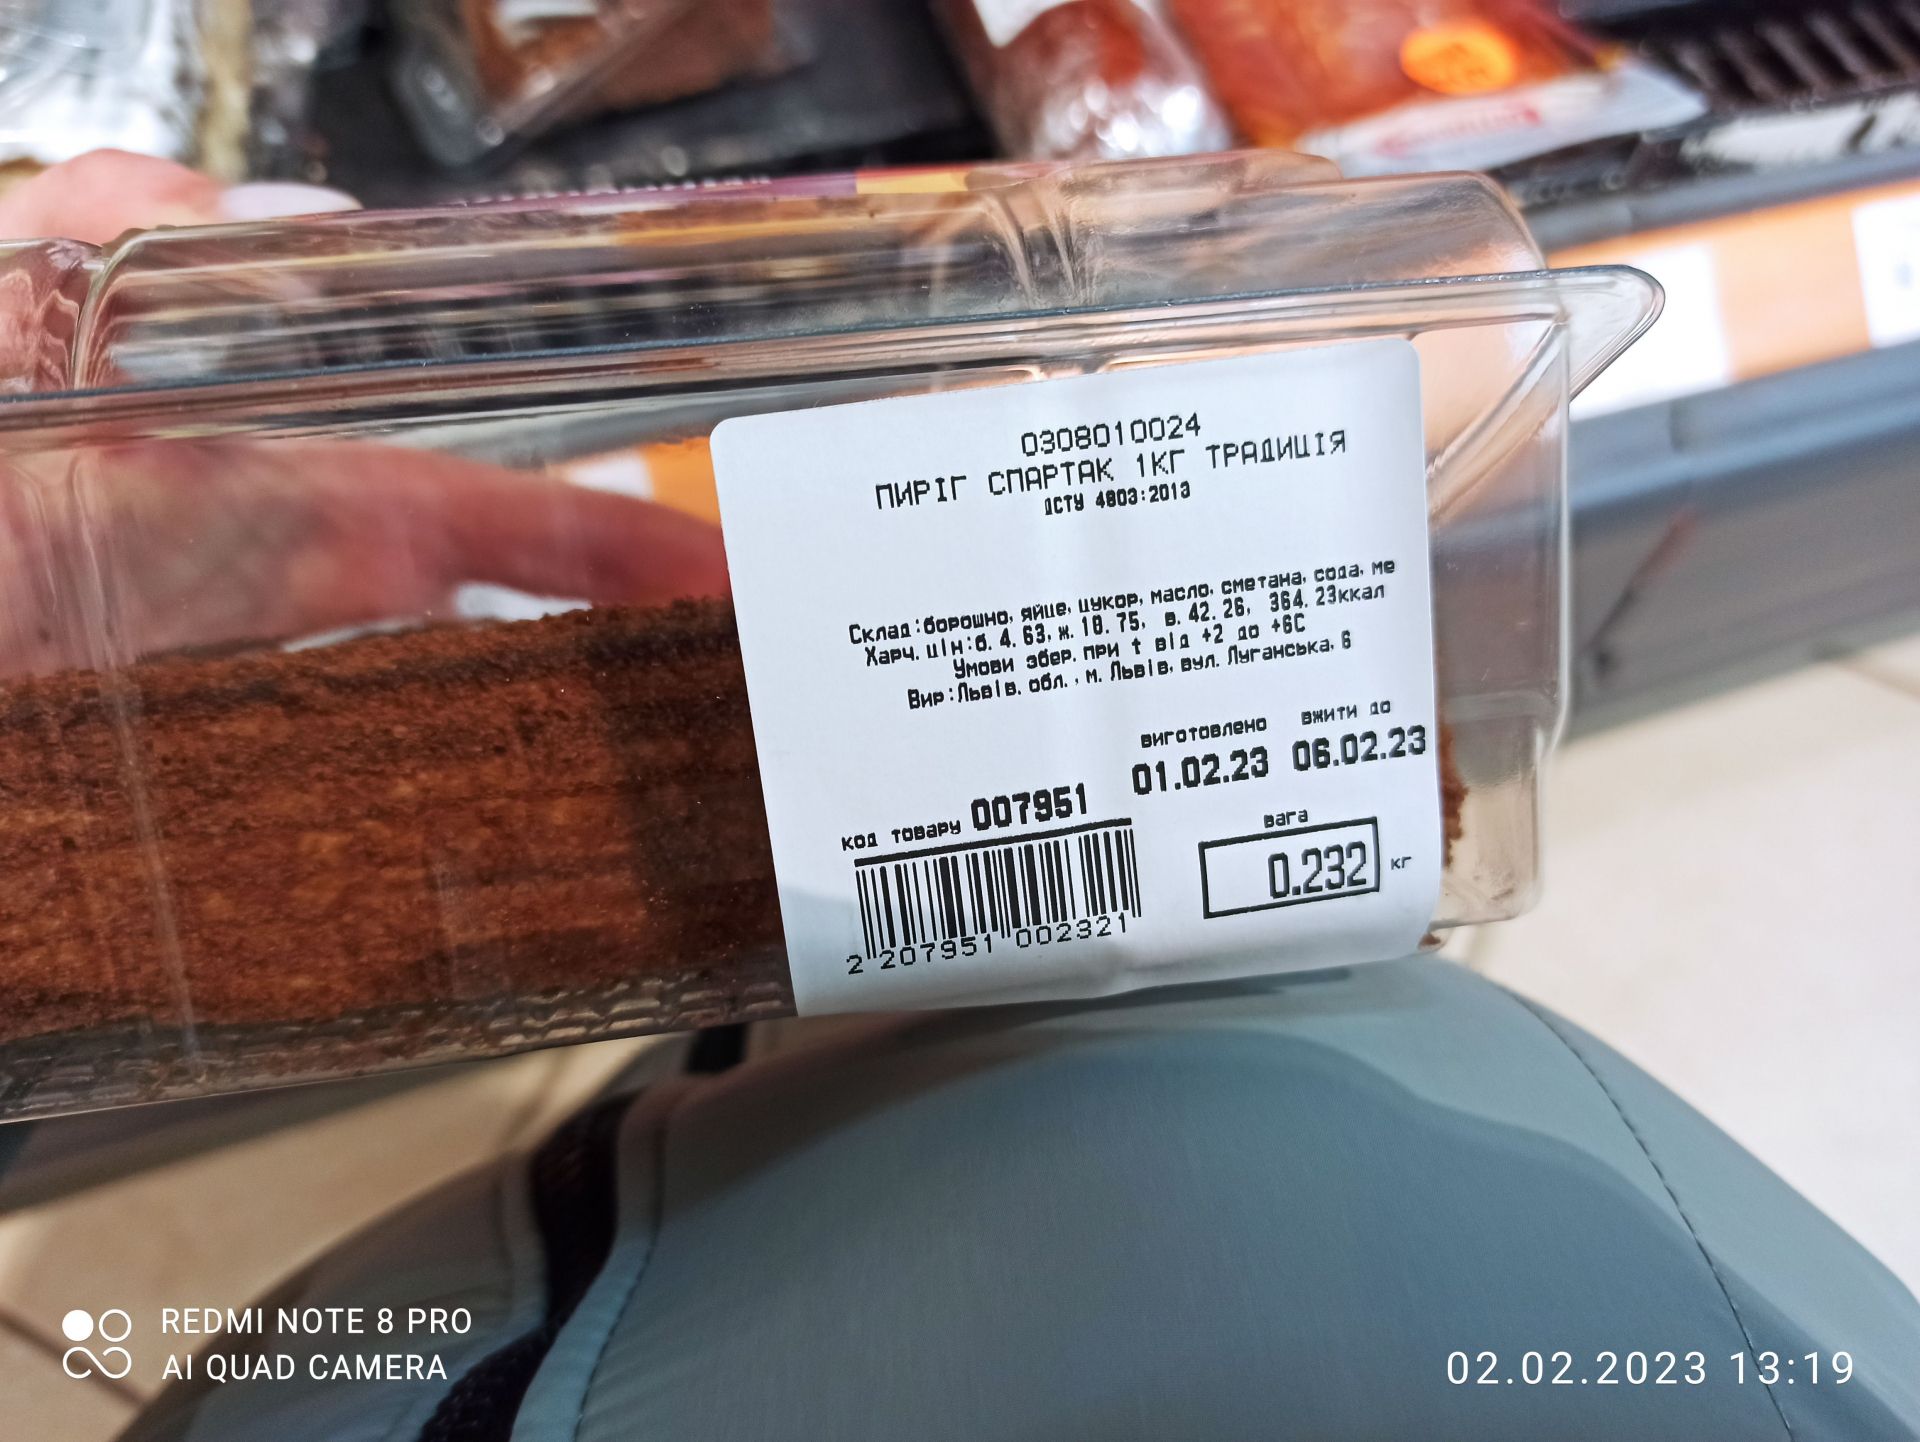 0308010024
ПИРІГ СПАРТАК 1КГ ТРАДИЦІЯ
ДСТУ 4803:2013
Склад:борошно, яйце, цукор, масло, сметана, сода, ме
Харч. цін:б. 4. 63, ж. 18. 75, в. 42. 26, 364. 23ккал
Умови збер. при t від +2 до +6С
Вир:Львів. обл. , м. Львів, вул. Луганська, 6
виготовлено вжити до
01.02.23 06.02.23
код товару 007951
вага
0.232 кг
2 207951 002321
REDMI NOTE 8 PRO
AI QUAD CAMERA
02.02.2023 13:19